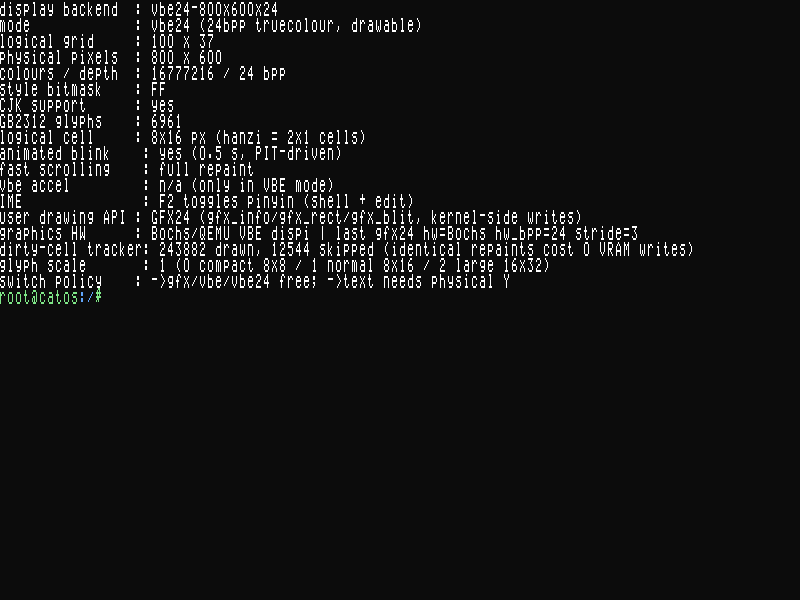 display backend  : vbe24-800x600x24
mode             : vbe24 (24bpp truecolour, drawable)
logical grid     : 100 x 37
physical pixels  : 800 x 600
colours / depth  : 16777216 / 24 bpp
style bitmask    : FF
CJK support      : yes
GB2312 glyphs    : 6961
logical cell     : 8x16 px (hanzi = 2x1 cells)
animated blink    : yes (0.5 s, PIT-driven)
fast scrolling    : full repaint
vbe accel         : n/a (only in VBE mode)
IME               : F2 toggles pinyin (shell + edit)
user drawing API : GFX24 (gfx_info/gfx_rect/gfx_blit, kernel-side writes)
graphics HW      : Bochs/QEMU VBE dispi | last gfx24 hw=Bochs hw_bpp=24 stride=3
dirty-cell tracker: 243882 drawn, 12544 skipped (identical repaints cost 0 VRAM writes)
glyph scale       : 1 (0 compact 8x8 / 1 normal 8x16 / 2 large 16x32)
switch policy    : ->gfx/vbe/vbe24 free; ->text needs physical Y
root@catos:/#